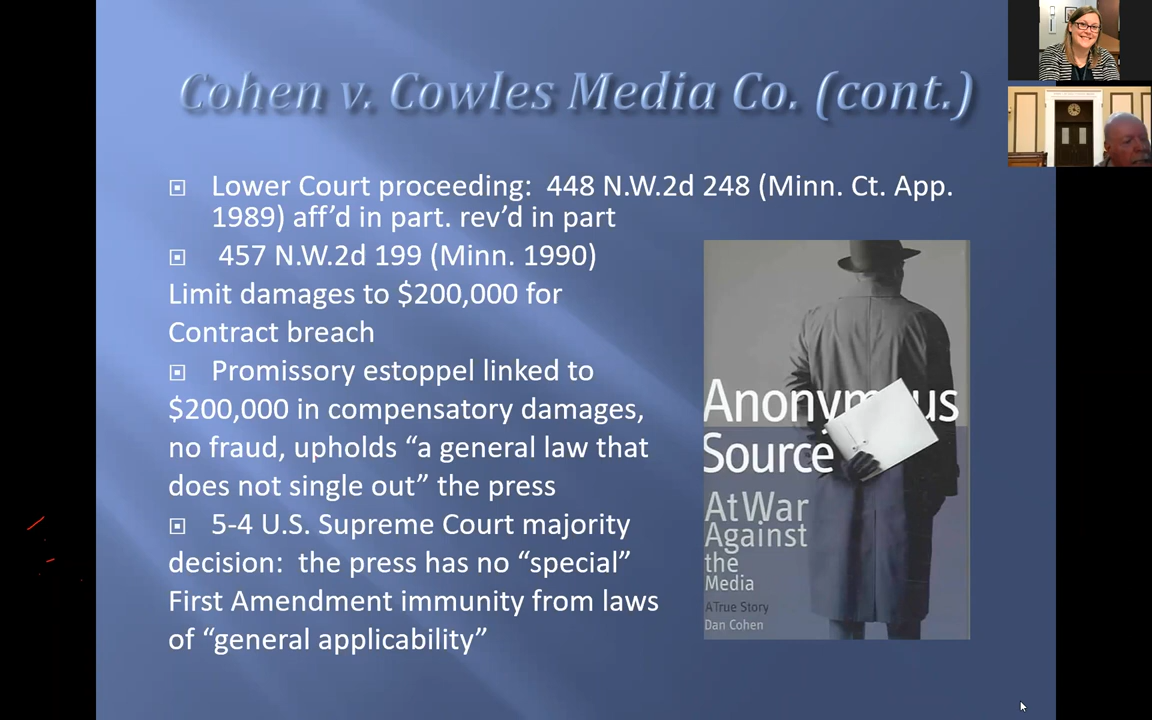 Cohen v. Cowles Media Co. (cont.)
Lower Court proceeding: 448 N.W.2d 248 (Minn. Ct. App.
1989) aff’d in part. rev’d in part
457 N.W.2d 199 (Minn. 1990)
Limit damages to $200,000 for
Contract breach
Promissory estoppel linked to
$200,000 in compensatory damages,
no fraud, upholds “a general law that
does not single out” the press
5-4 U.S. Supreme Court majority
decision: the press has no “special”
First Amendment immunity from laws
of “general applicability”
Anonymous
Source
At War
Against
the
Media
A True Story
Dan Cohen